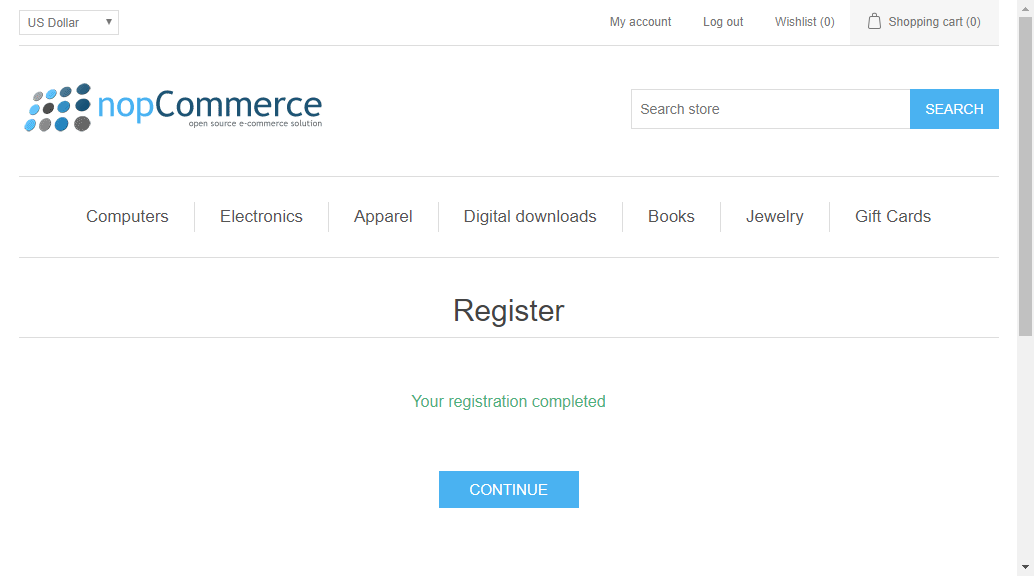 US Dollar
My account
Log out
Wishlist (0)
Shopping cart (0)
nopCommerce
open source e-commerce solution
Search store
SEARCH
Computers
Electronics
Apparel
Digital downloads
Books
Jewelry
Gift Cards
Register
Your registration completed
CONTINUE